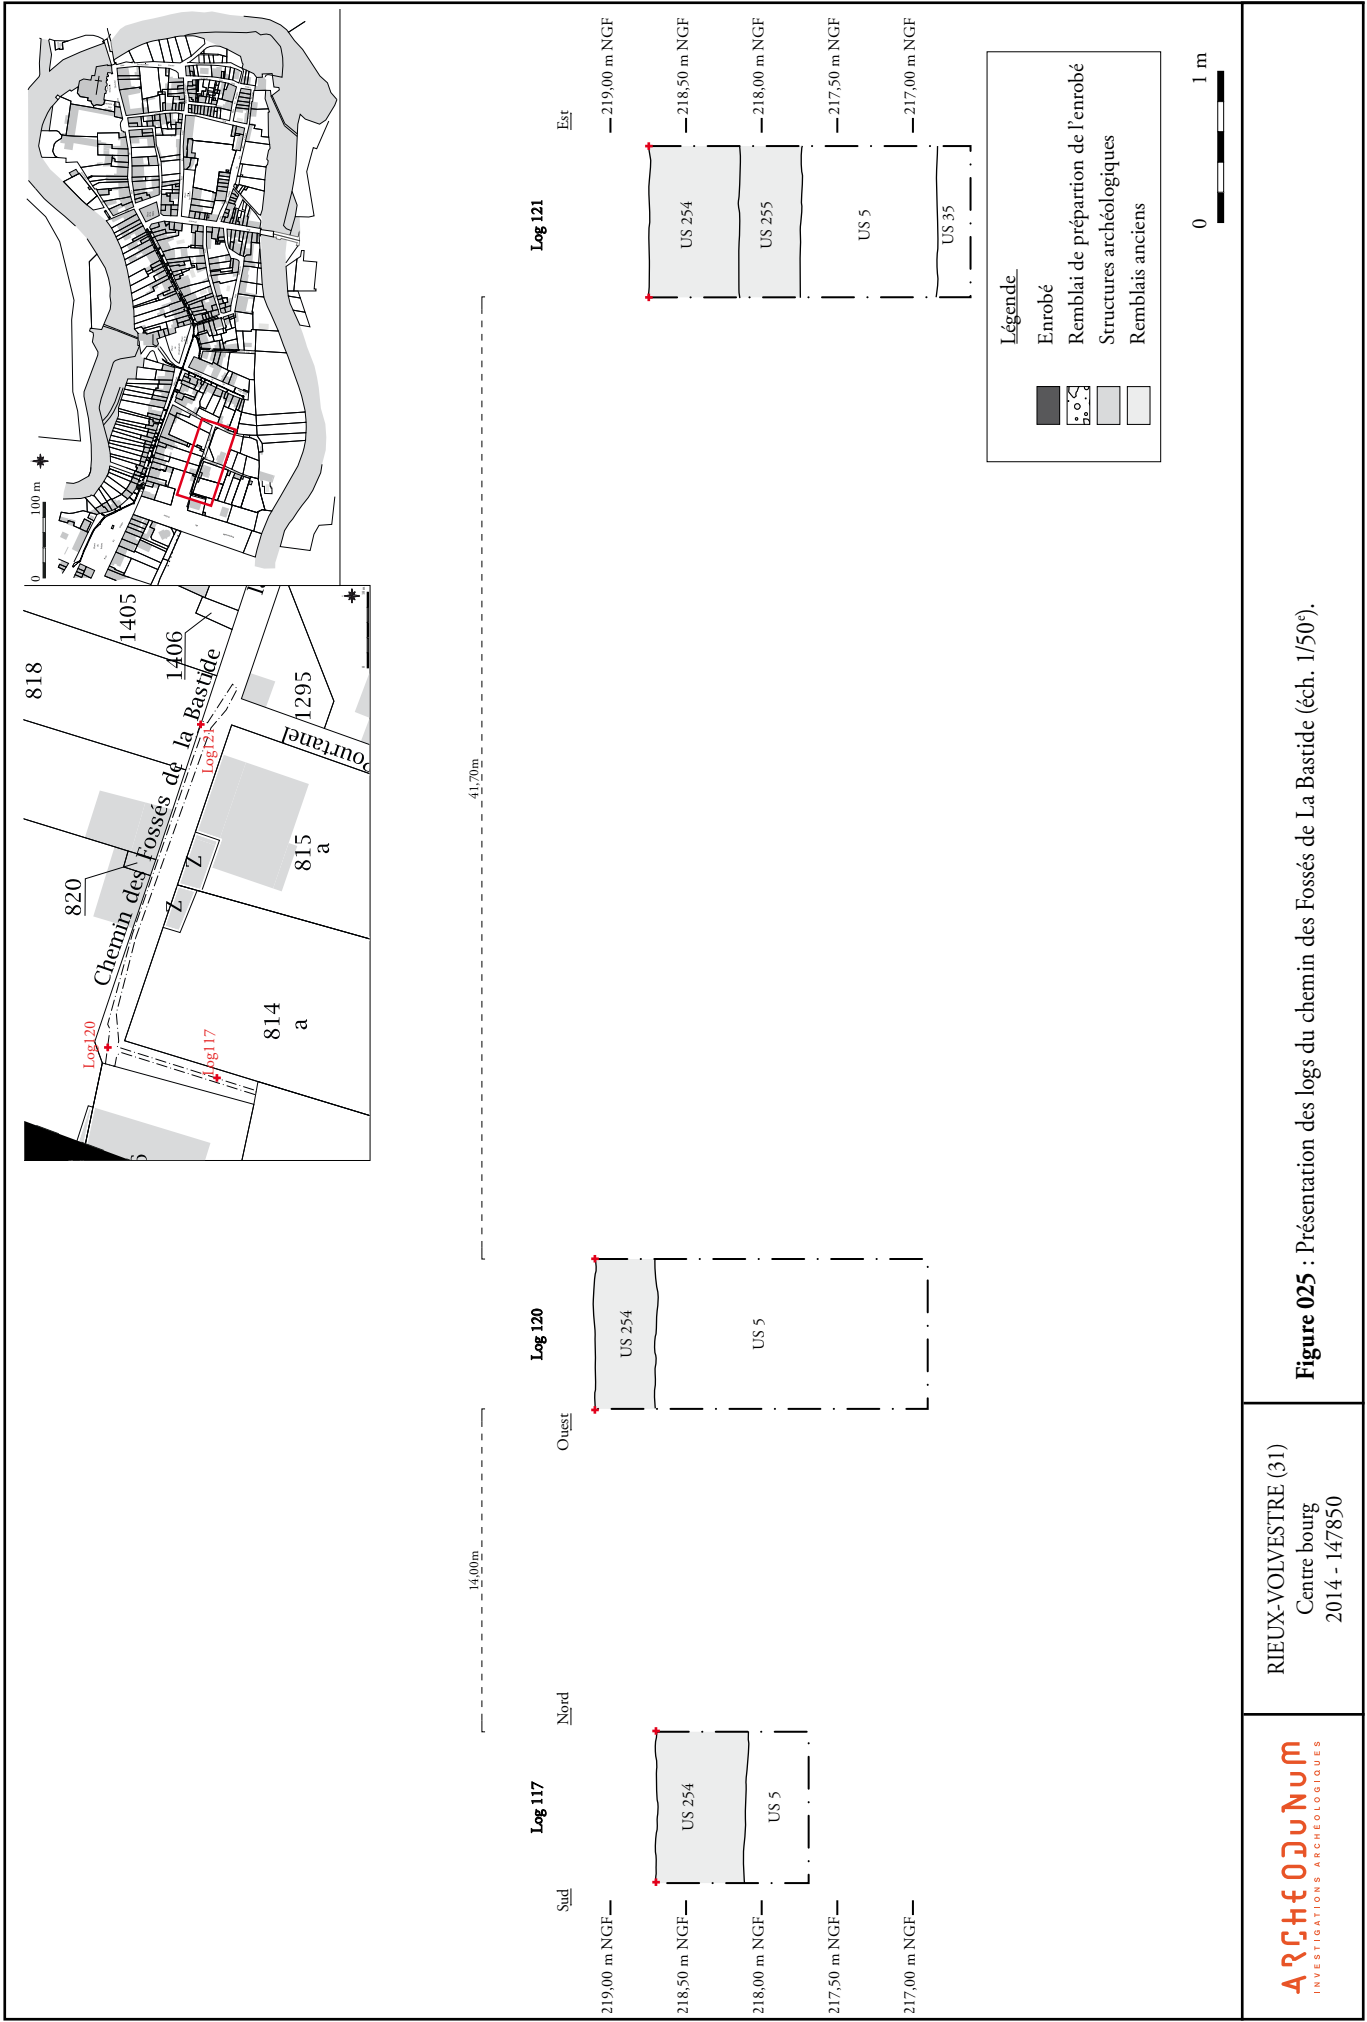 0 100 m
818
1405
1406
820
Chemin des Fossés de la Bastide
1295
Pourtanel
Log121
815
a
Z
Z
814
a
Log120
Log117
14,00m
41,70m
Log 117
Log 120
Log 121
Sud
Nord
Ouest
Est
219,00 m NGF
218,50 m NGF
218,00 m NGF
217,50 m NGF
217,00 m NGF
US 254
US 5
US 254
US 5
US 254
US 255
US 5
US 35
219,00 m NGF
218,50 m NGF
218,00 m NGF
217,50 m NGF
217,00 m NGF
Légende
Enrobé
Remblai de prépartion de l'enrobé
Structures archéologiques
Remblais anciens
0 1 m
ARCHEODUNUM
INVESTIGATIONS ARCHÉOLOGIQUES
RIEUX-VOLVESTRE (31)
Centre bourg
2014 - 147850
Figure 025 : Présentation des logs du chemin des Fossés de La Bastide (éch. 1/50e).